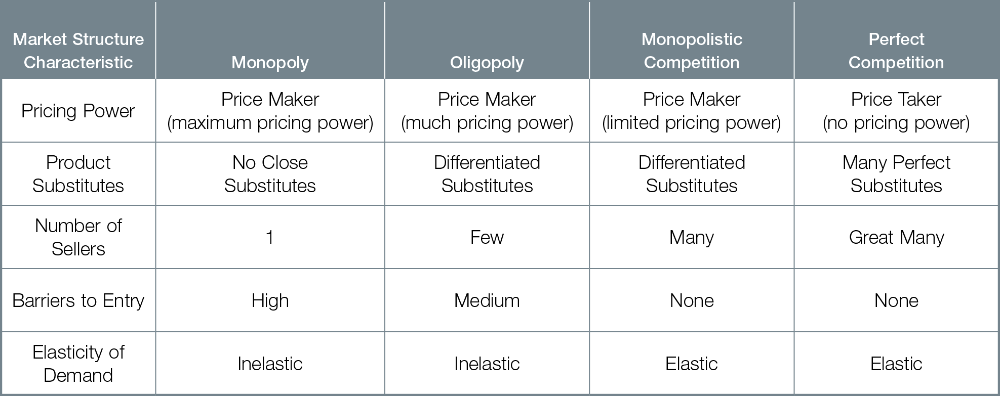 Market Structure
Characteristic
Monopoly
Oligopoly
Monopolistic
Competition
Perfect
Competition
Pricing Power
Price Maker
(maximum pricing power)
Price Maker
(much pricing power)
Price Maker
(limited pricing power)
Price Taker
(no pricing power)
Product
Substitutes
No Close
Substitutes
Differentiated
Substitutes
Differentiated
Substitutes
Many Perfect
Substitutes
Number of
Sellers
1
Few
Many
Great Many
Barriers to Entry
High
Medium
None
None
Elasticity of
Demand
Inelastic
Inelastic
Elastic
Elastic